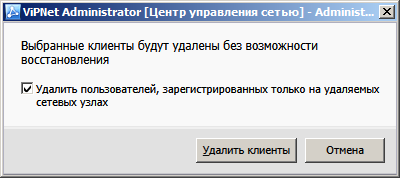 ViPNet Administrator [Центр управления сетью] - Administ...
Выбранные клиенты будут удалены без возможности
восстановления
Удалить пользователей, зарегистрированных только на удаляемых
сетевых узлах
Удалить клиенты
Отмена